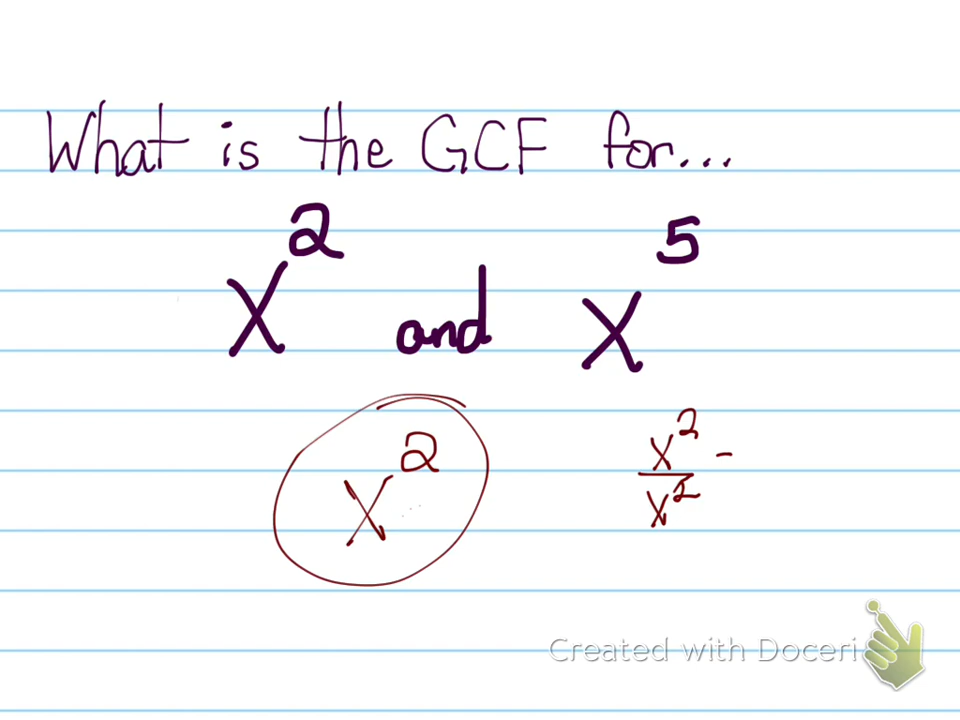 What is the GCF for...
x² and x⁵
x²
x²/x² -
Created with Doceri